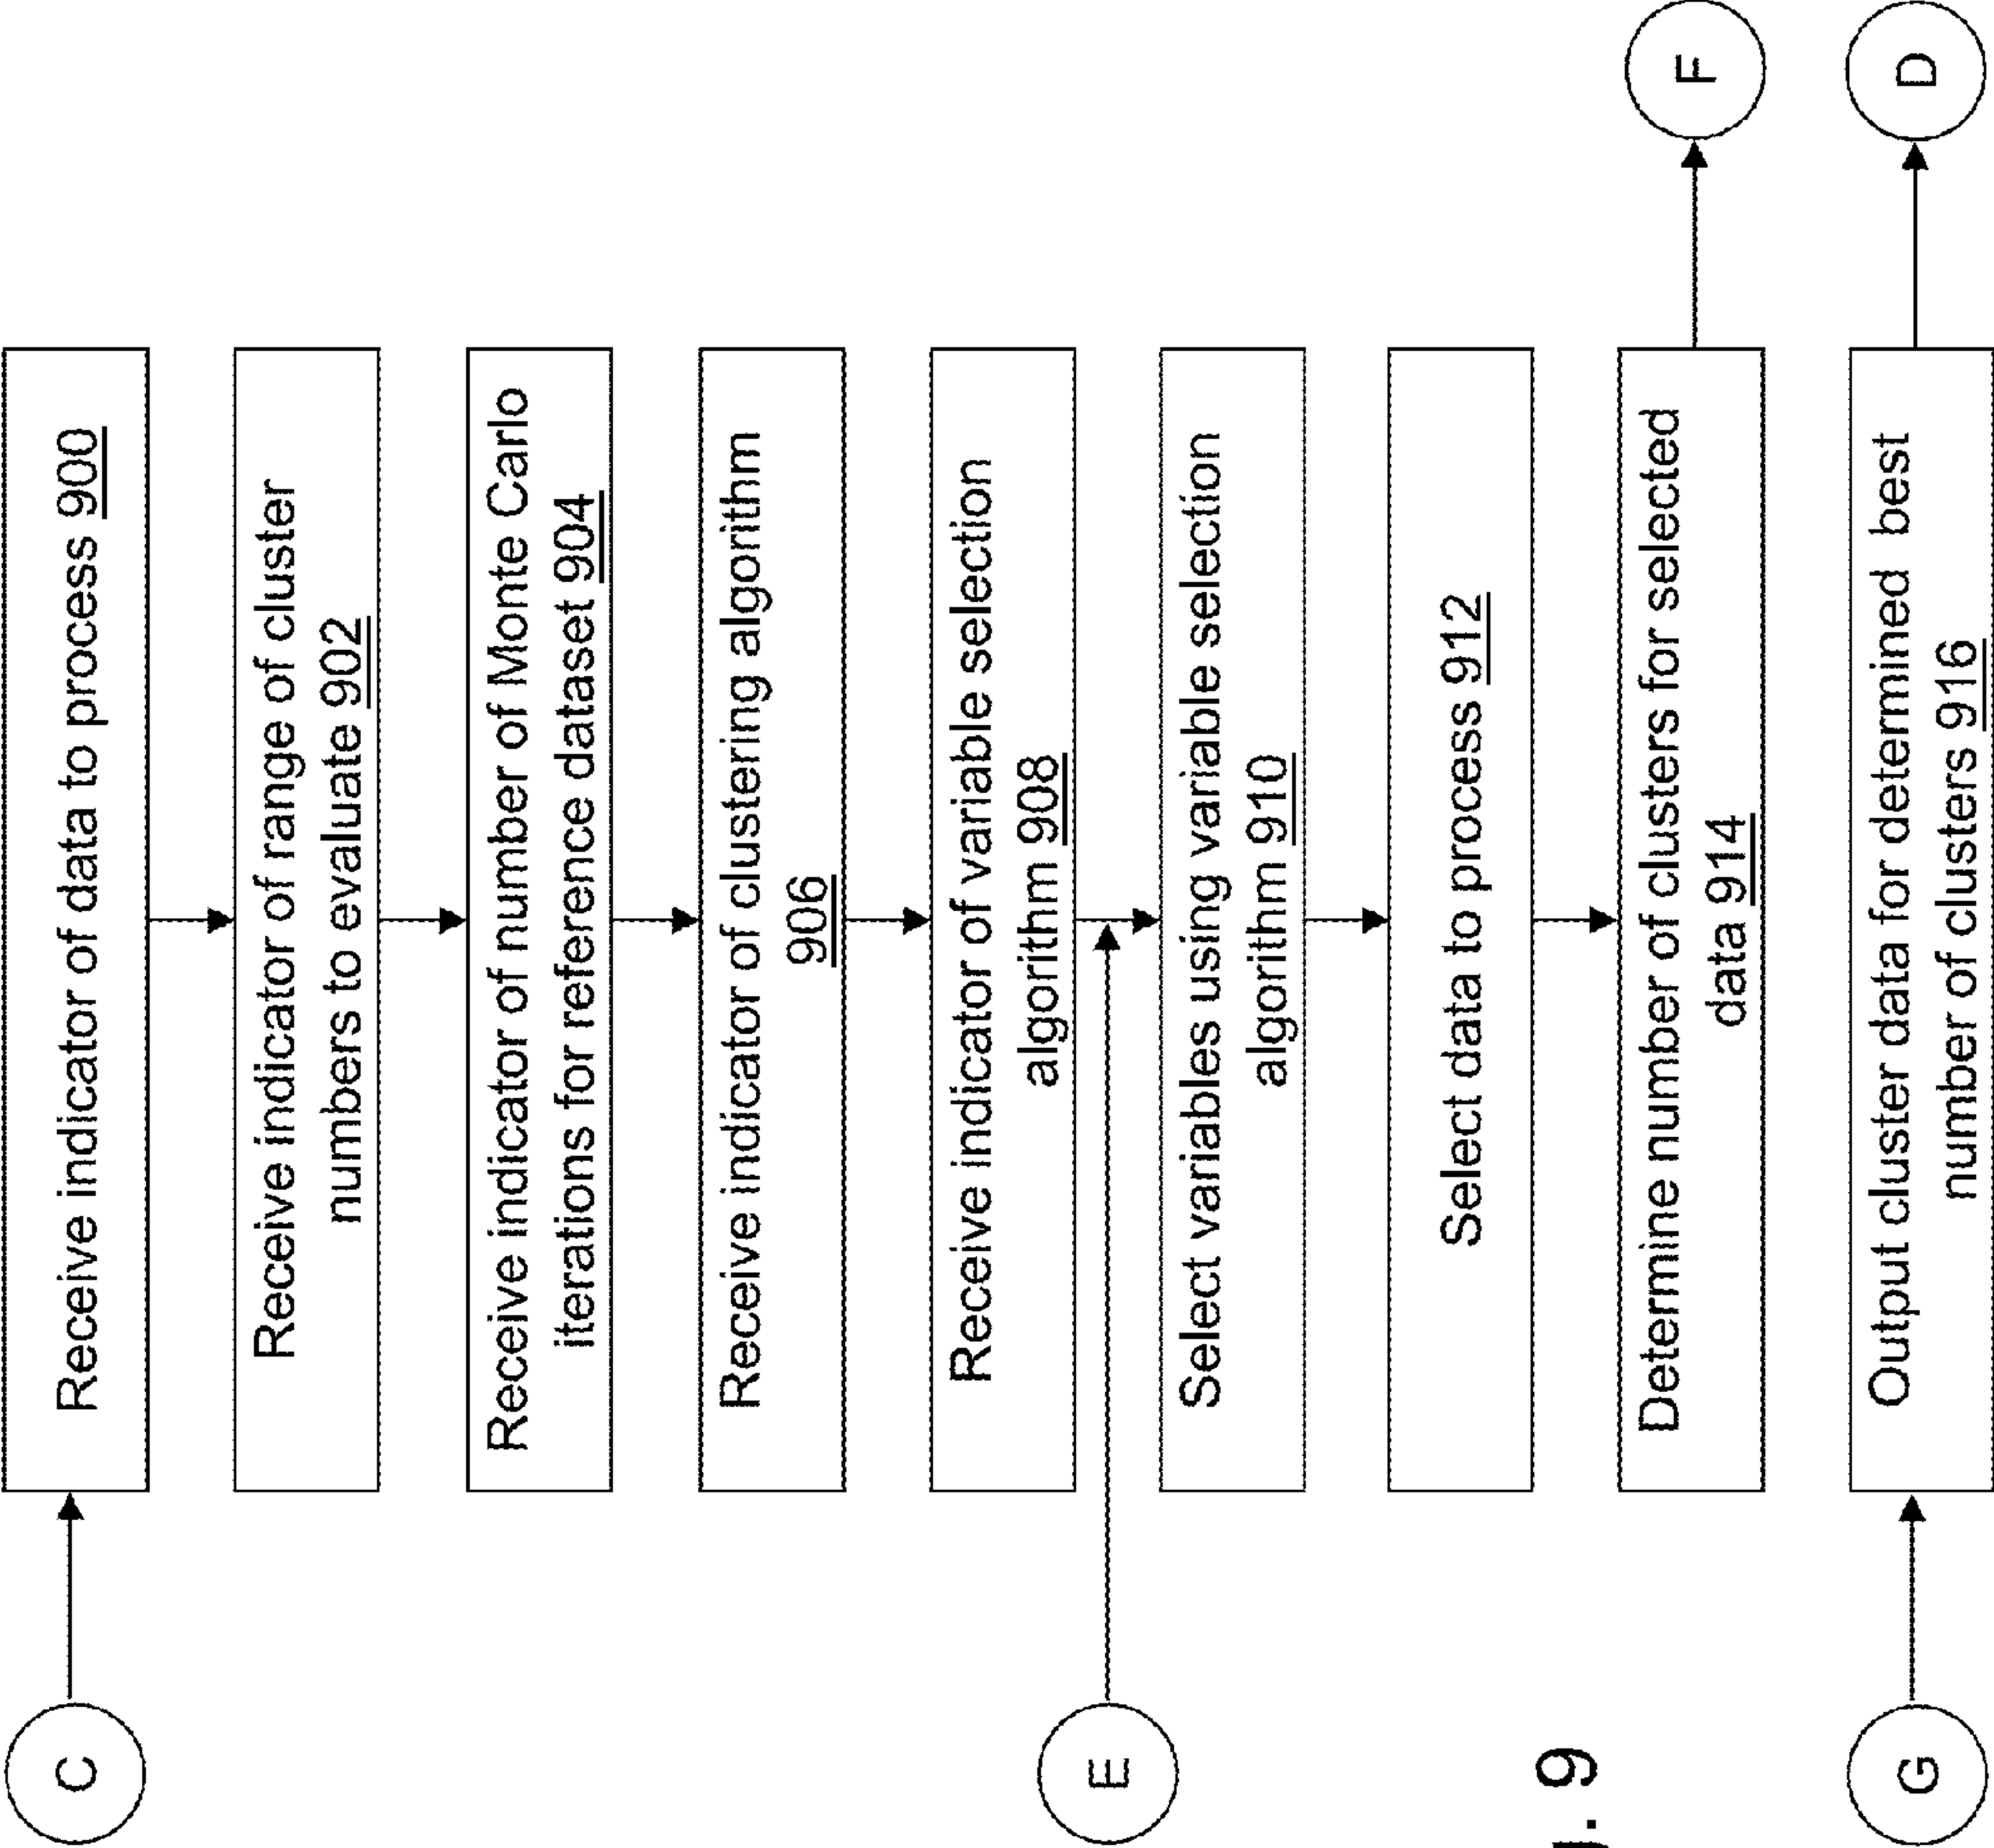 C
Receive indicator of data to process 900
Receive indicator of range of cluster
numbers to evaluate 902
Receive indicator of number of Monte Carlo
iterations for reference dataset 904
Receive indicator of clustering algorithm
906
Receive indicator of variable selection
algorithm 908
E
Select variables using variable selection
algorithm 910
Select data to process 912
Determine number of clusters for selected
data 914
F
G
Output cluster data for determined best
number of clusters 916
D
. 9